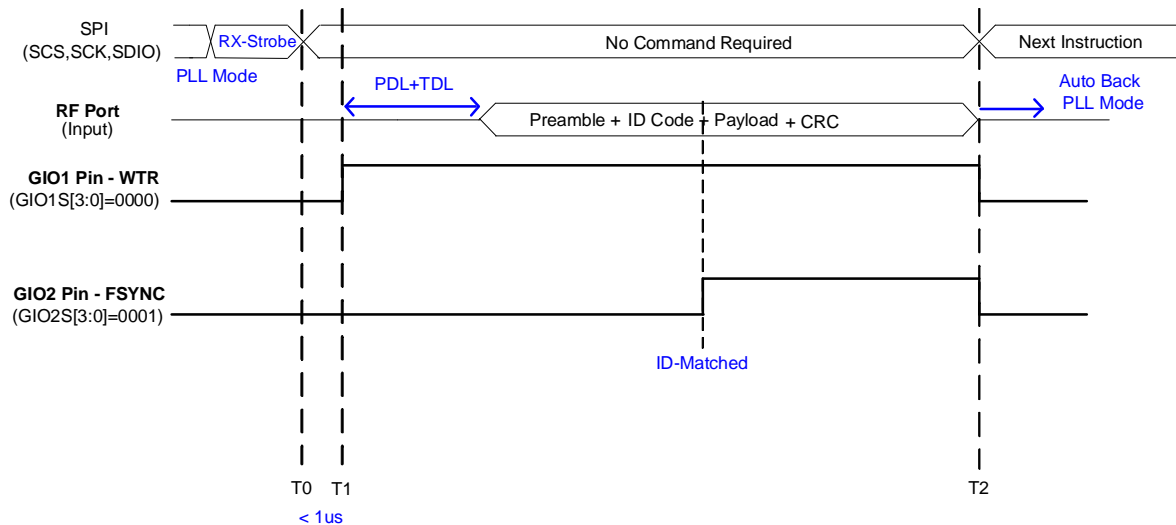 SPI
(SCS,SCK,SDIO)
RX-Strobe
No Command Required
Next Instruction
PLL Mode
PDL+TDL
Auto Back
PLL Mode
RF Port
(Input)
Preamble + ID Code + Payload + CRC
GIO1 Pin - WTR
(GIO1S[3:0]=0000)
GIO2 Pin - FSYNC
(GIO2S[3:0]=0001)
ID-Matched
T0 T1 T2
< 1us